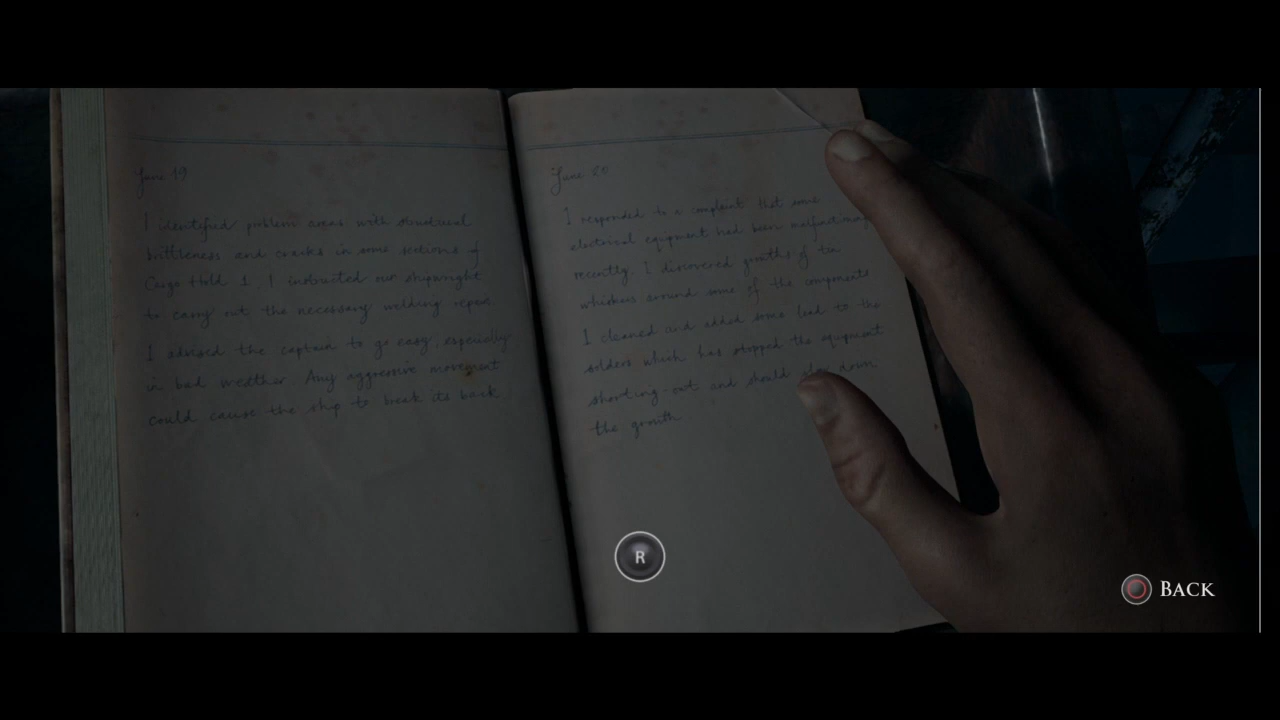 June 19
I identified problem areas with structural
brittleness and cracks in some sections of
Cargo Hold 1. I instructed our shipwright
to carry out the necessary welding repairs.
I advised the captain to go easy, especially
in bad weather. Any aggressive movement
could cause the ship to break its back.
June 20
I responded to a complaint that some
electrical equipment had been malfunctioning
recently. I discovered growths of tin
whiskers around some of the components
I cleaned and added some lead to the
solders which has stopped the equipment
shorting-out and should slow down
the growth
R
BACK